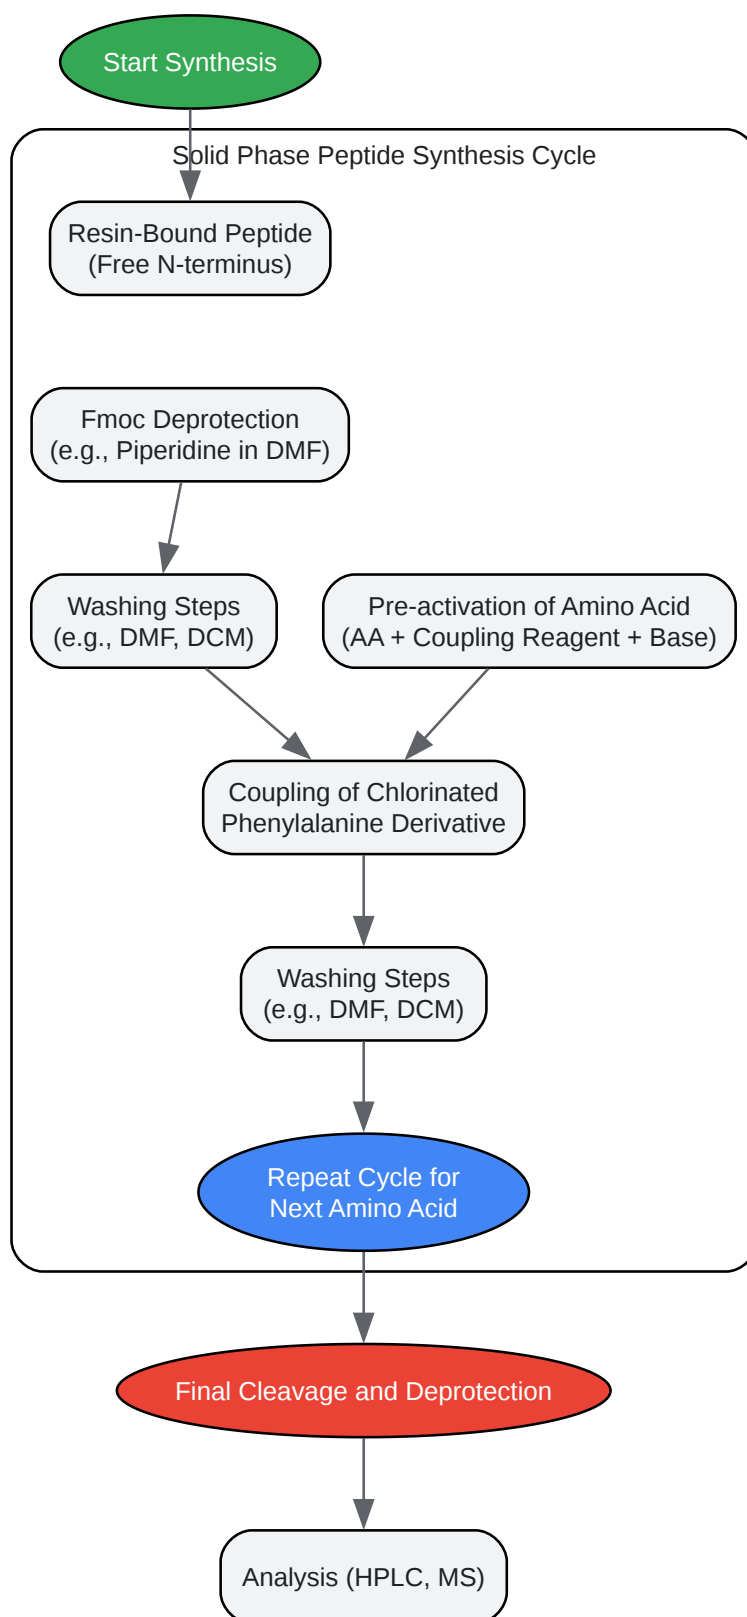 Start Synthesis
Solid Phase Peptide Synthesis Cycle
Resin-Bound Peptide
(Free N-terminus)
Fmoc Deprotection
(e.g., Piperidine in DMF)
Washing Steps
(e.g., DMF, DCM)
Pre-activation of Amino Acid
(AA + Coupling Reagent + Base)
Coupling of Chlorinated
Phenylalanine Derivative
Washing Steps
(e.g., DMF, DCM)
Repeat Cycle for
Next Amino Acid
Final Cleavage and Deprotection
Analysis (HPLC, MS)